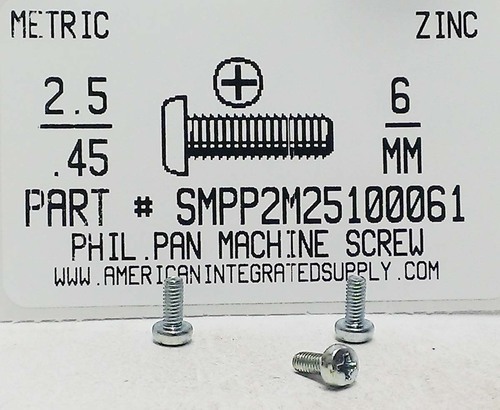 METRIC ZINC
2.5 6
.45 MM
PART # SMPP2M25100061
PHIL.PAN MACHINE SCREW
WWW.AMERICANINTEGRATEDSUPPLY.COM